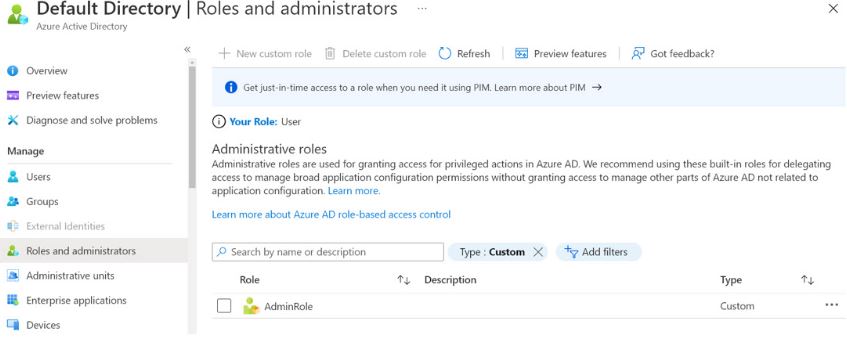 Default Directory | Roles and administrators ...
Azure Active Directory
Overview
Preview features
Diagnose and solve problems
Manage
Users
Groups
External Identities
Roles and administrators
Administrative units
Enterprise applications
Devices
New custom role Delete custom role Refresh Preview features Got feedback?
Get just-in-time access to a role when you need it using PIM. Learn more about PIM →
Your Role: User
Administrative roles
Administrative roles are used for granting access for privileged actions in Azure AD. We recommend using these built-in roles for delegating
access to manage broad application configuration permissions without granting access to manage other parts of Azure AD not related to
application configuration. Learn more.
Learn more about Azure AD role-based access control
Search by name or description Type : Custom Add filters
Role Description Type
AdminRole Custom ...